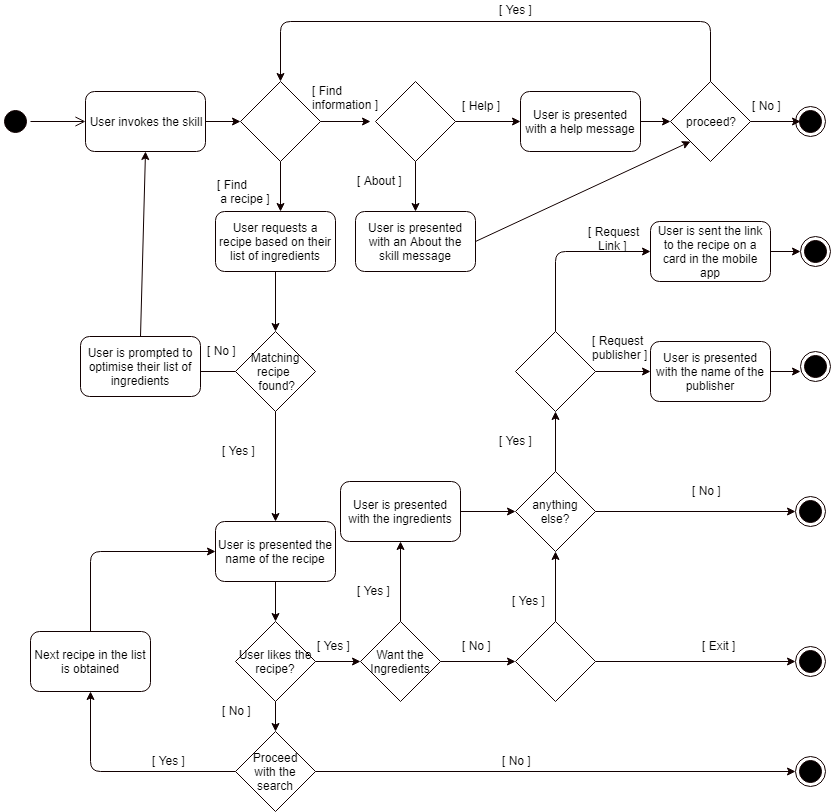 [ Yes ]
[ Find
information ]
[ Help ]
[ No ]
User invokes the skill
User is presented
with a help message
proceed?
[ Find
a recipe ]
[ About ]
User requests a
recipe based on their
list of ingredients
User is presented
with an About the
skill message
[ Request
Link ]
User is sent the link
to the recipe on a
card in the mobile
app
User is prompted to
optimise their list of
ingredients
[ No ]
Matching
recipe
found?
[ Request
publisher ]
User is presented
with the name of the
publisher
[ Yes ]
[ Yes ]
User is presented
with the ingredients
anything
else?
[ No ]
User is presented the
name of the recipe
[ Yes ]
[ Yes ]
Next recipe in the list
is obtained
User likes the
recipe?
[ Yes ]
Want the
Ingredients
[ No ]
[ Exit ]
[ No ]
[ Yes ]
Proceed
with the
search
[ No ]